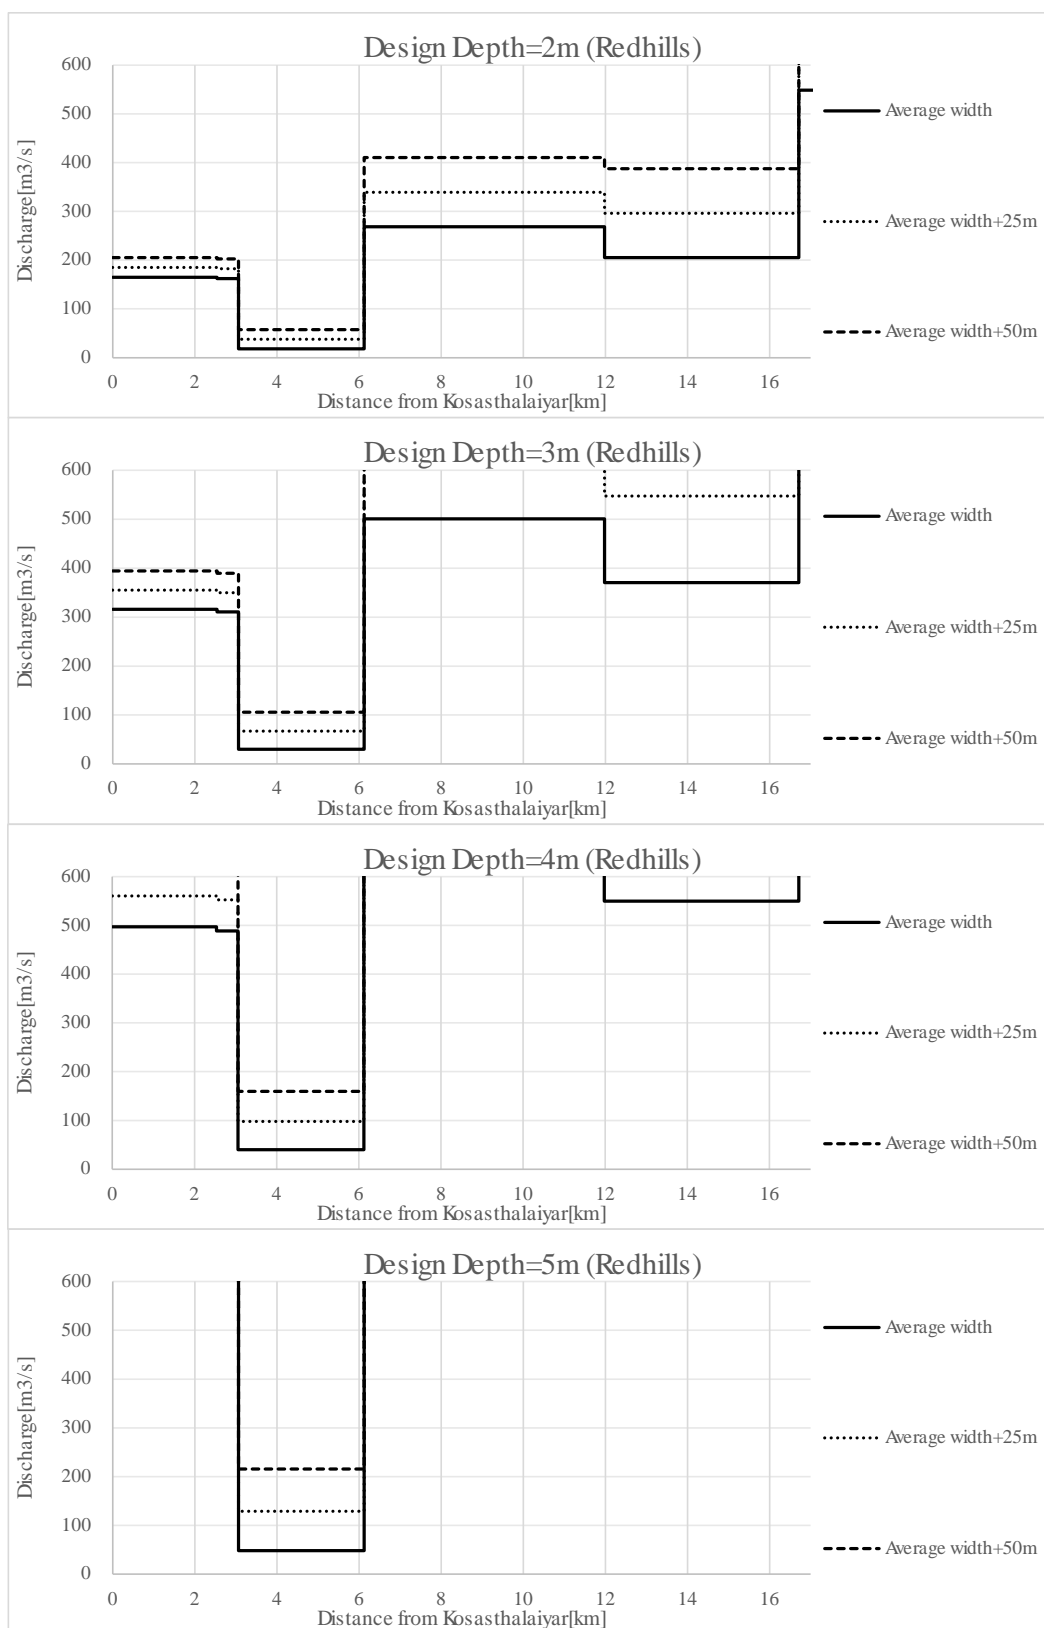 Design Depth=2m (Redhills)
600
500
400
300
200
100
0
Discharge[m3/s]
0 2 4 6 8 10 12 14 16
Distance from Kosasthalaiyar[km]
Average width
Average width+25m
Average width+50m
Design Depth=3m (Redhills)
600
500
400
300
200
100
0
Discharge[m3/s]
0 2 4 6 8 10 12 14 16
Distance from Kosasthalaiyar[km]
Average width
Average width+25m
Average width+50m
Design Depth=4m (Redhills)
600
500
400
300
200
100
0
Discharge[m3/s]
0 2 4 6 8 10 12 14 16
Distance from Kosasthalaiyar[km]
Average width
Average width+25m
Average width+50m
Design Depth=5m (Redhills)
600
500
400
300
200
100
0
Discharge[m3/s]
0 2 4 6 8 10 12 14 16
Distance from Kosasthalaiyar[km]
Average width
Average width+25m
Average width+50m